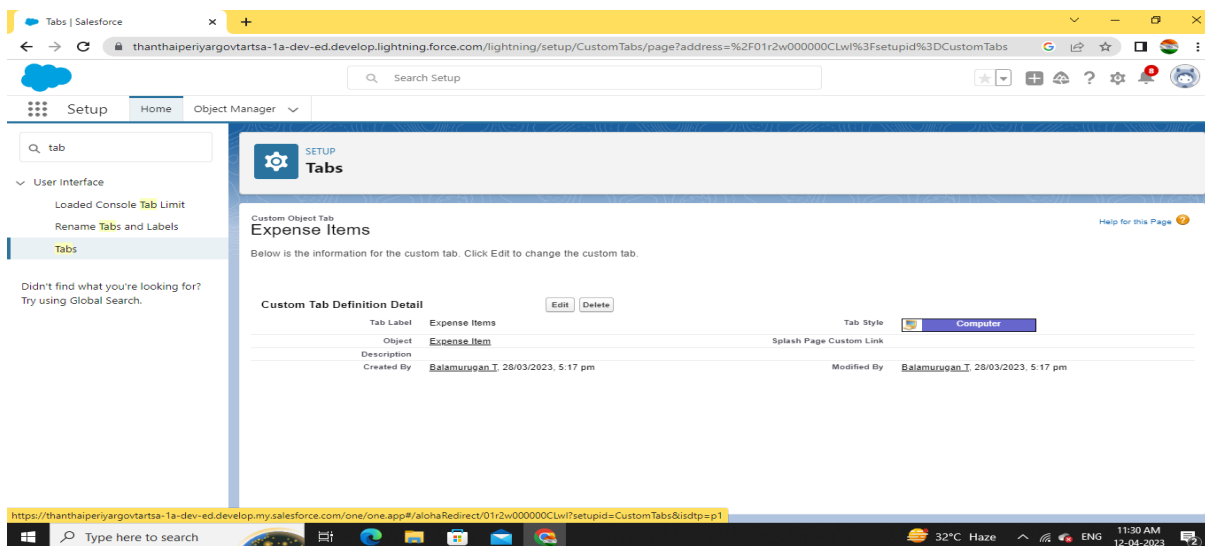 Tabs | Salesforce
thanthaiperiyargovtartsa-1a-dev-ed.develop.lightning.force.com/lightning/setup/CustomTabs/page?address=%2F01r2w000000CLwI%3Fsetupid%3DCustomTabs
Search Setup
8
Setup Home Object Manager
tab
User Interface
Loaded Console Tab Limit
Rename Tabs and Labels
Tabs
Didn't find what you're looking for?
Try using Global Search.
SETUP
Tabs
Custom Object Tab
Expense Items
Help for this Page ?
Below is the information for the custom tab. Click Edit to change the custom tab.
Custom Tab Definition Detail Edit Delete
Tab Label Expense Items Tab Style Computer
Object Expense Item Splash Page Custom Link
Description
Created By Balamurugan T, 28/03/2023, 5:17 pm Modified By Balamurugan T, 28/03/2023, 5:17 pm
https://thanthaiperiyargovtartsa-1a-dev-ed.develop.my.salesforce.com/one/one.app#/alohaRedirect/01r2w000000CLwI?setupid=CustomTabs&isdtp=p1
Type here to search 32°C Haze ENG 11:30 AM
12-04-2023 2